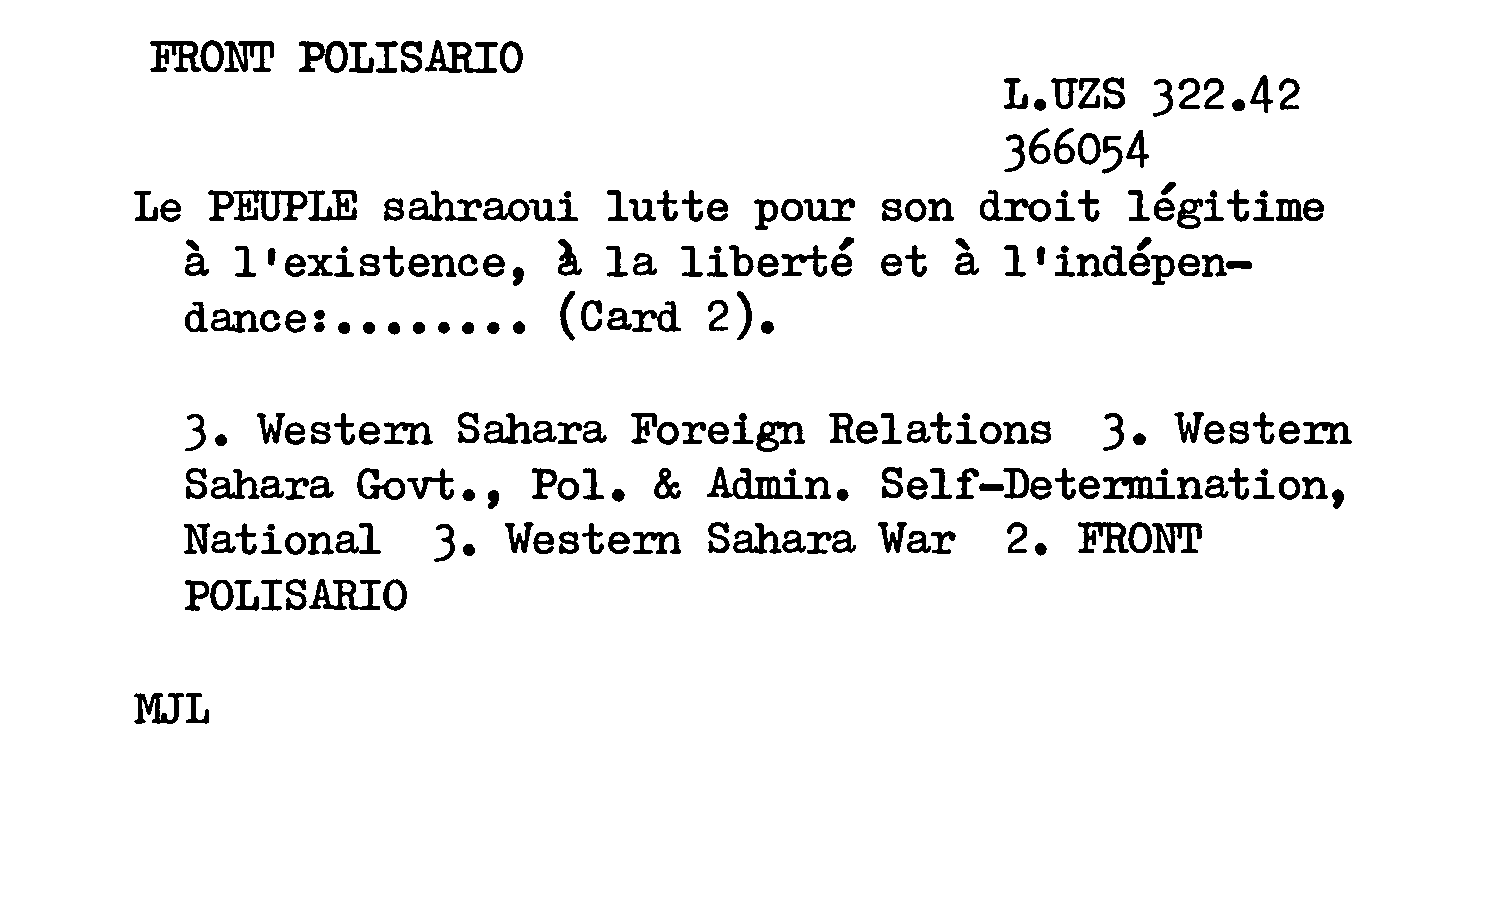 FRONT POLISARIO
L.UZS 322.42
366054
Le PEUPLE sahraoui lutte pour son droit légitime
à l'existence, à la liberté et à l'indépen-
dance:........ (Card 2).
3. Western Sahara Foreign Relations 3. Western
Sahara Govt., Pol. & Admin. Self-Determination,
National 3. Western Sahara War 2. FRONT
POLISARIO
MJL